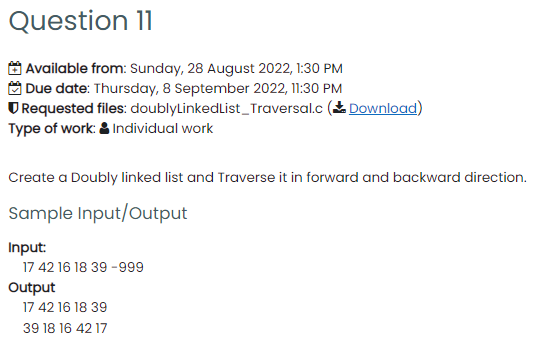 Question 11
Available from: Sunday, 28 August 2022, 1:30 PM
Due date: Thursday, 8 September 2022, 11:30 PM
Requested files: doublyLinkedList_Traversal.c (Download)
Type of work: Individual work
Create a Doubly linked list and Traverse it in forward and backward direction.
Sample Input/Output
Input:
17 42 16 18 39 -999
Output
17 42 16 18 39
39 18 16 42 17